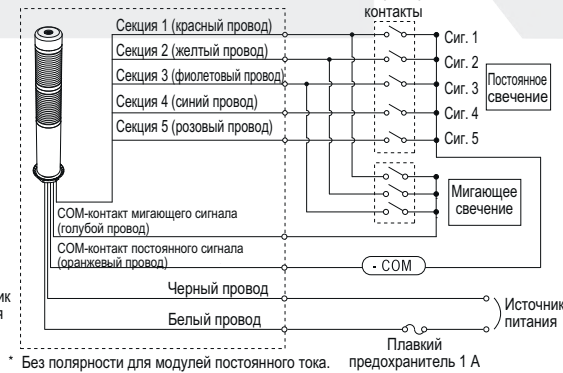 контакты
Секция 1 (красный провод)
Сиг. 1
Секция 2 (желтый провод)
Сиг. 2
Секция 3 (фиолетовый провод)
Сиг. 3
Постоянное
свечение
Секция 4 (синий провод)
Сиг. 4
Секция 5 (розовый провод)
Сиг. 5
Мигающее
свечение
COM-контакт мигающего сигнала
(голубой провод)
COM-контакт постоянного сигнала
(оранжевый провод)
- COM
Черный провод
Источник
питания
Белый провод
Плавкий
предохранитель 1 А
* Без полярности для модулей постоянного тока.